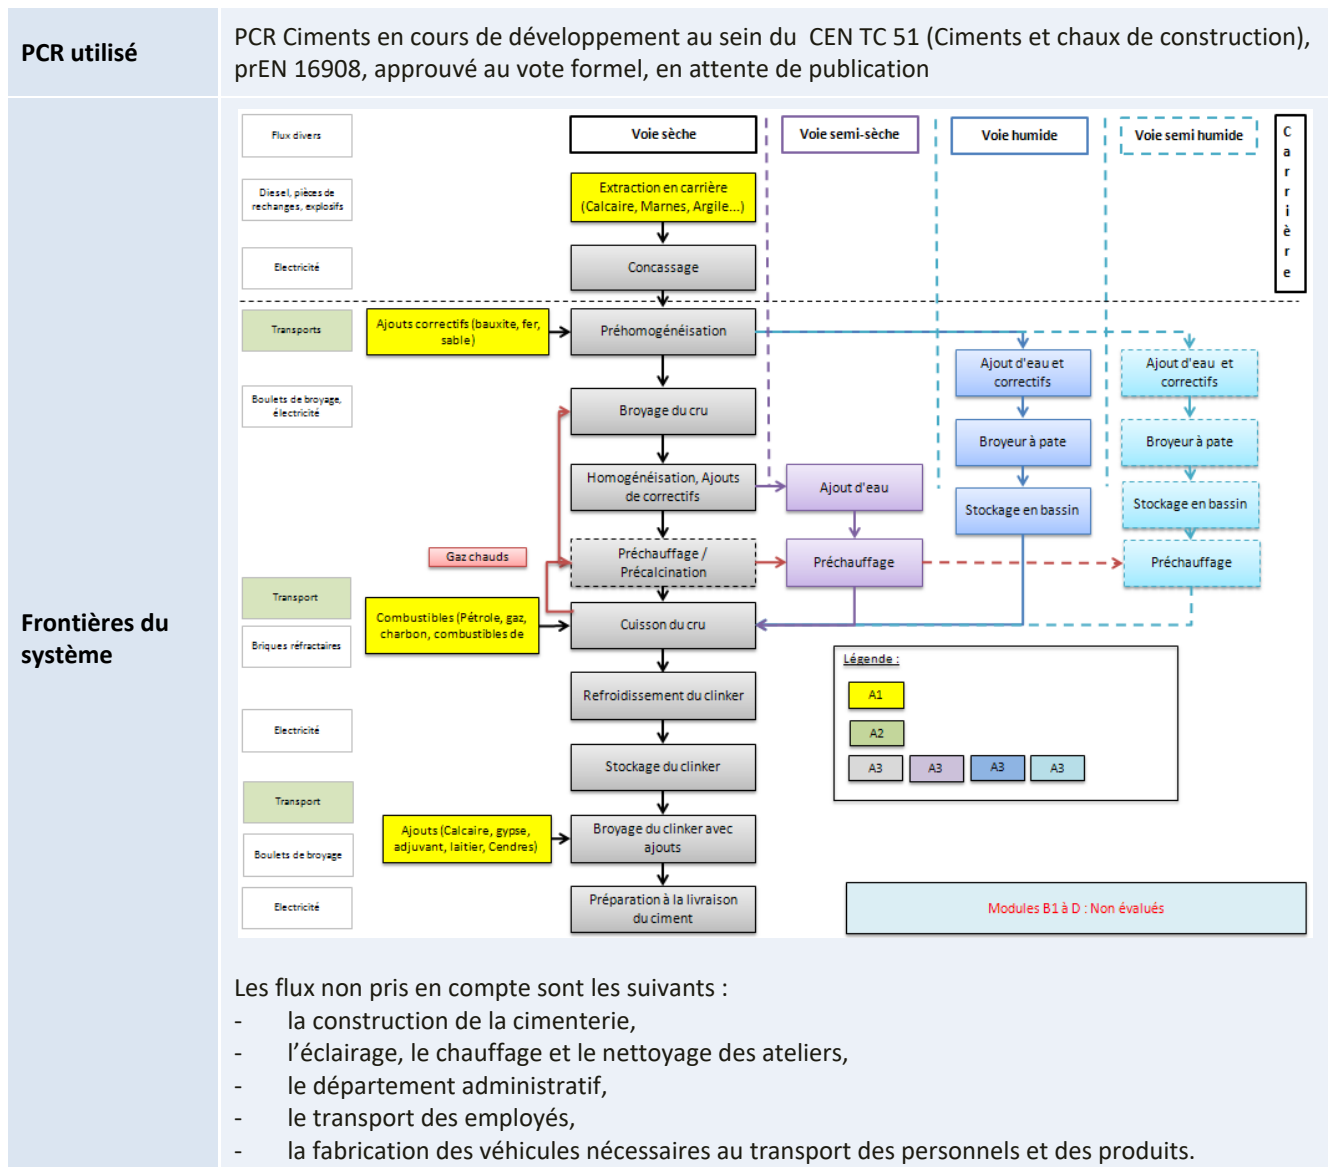 PCR utilisé
PCR Ciments en cours de développement au sein du CEN TC 51 (Ciments et chaux de construction),
prEN 16908, approuvé au vote formel, en attente de publication
Frontières du
système
Flux divers
Voie sèche
Voie semi-sèche
Voie humide
Voie semi humide
Carrière
Diesel, pièces de
rechanges, explosifs
Extraction en carrière
(Calcaire, Marnes, Argile...)
Electricité
Concassage
Transports
Ajouts correctifs (bauxite, fer,
sable)
Préhomogénéisation
Ajout d'eau et
correctifs
Ajout d'eau et
correctifs
Boulets de broyage,
électricité
Broyage du cru
Broyeur à pate
Broyeur à pate
Homogénéisation, Ajouts
de correctifs
Ajout d'eau
Stockage en bassin
Stockage en bassin
Gaz chauds
Préchauffage /
Précalcination
Préchauffage
Préchauffage
Transport
Combustibles (Pétrole, gaz,
charbon, combustibles de
Cuisson du cru
Briques réfractaires
Légende :
A1
A2
A3
A3
A3
A3
Refroidissement du clinker
Electricité
Stockage du clinker
Transport
Ajouts (Calcaire, gypse,
adjuvant, laitier, Cendres)
Broyage du clinker avec
ajouts
Boulets de broyage
Electricité
Préparation à la livraison
du ciment
Modules B1 à D : Non évalués
Les flux non pris en compte sont les suivants :
- la construction de la cimenterie,
- l’éclairage, le chauffage et le nettoyage des ateliers,
- le département administratif,
- le transport des employés,
- la fabrication des véhicules nécessaires au transport des personnels et des produits.